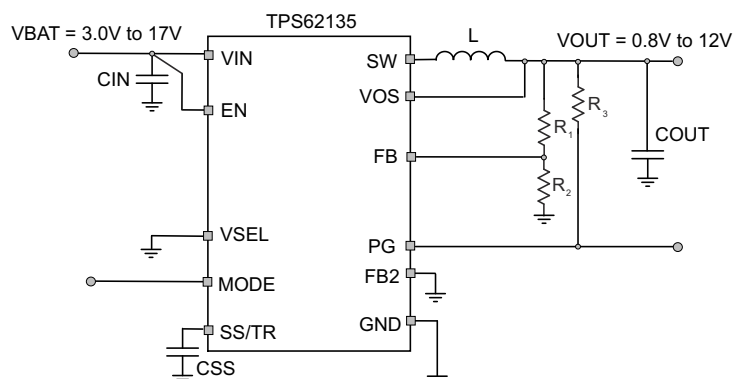 TPS62135
VBAT = 3.0V to 17V
VIN
CIN
EN
VSEL
MODE
SS/TR
CSS
SW
L
VOUT = 0.8V to 12V
VOS
R1
R3
FB
R2
COUT
PG
FB2
GND